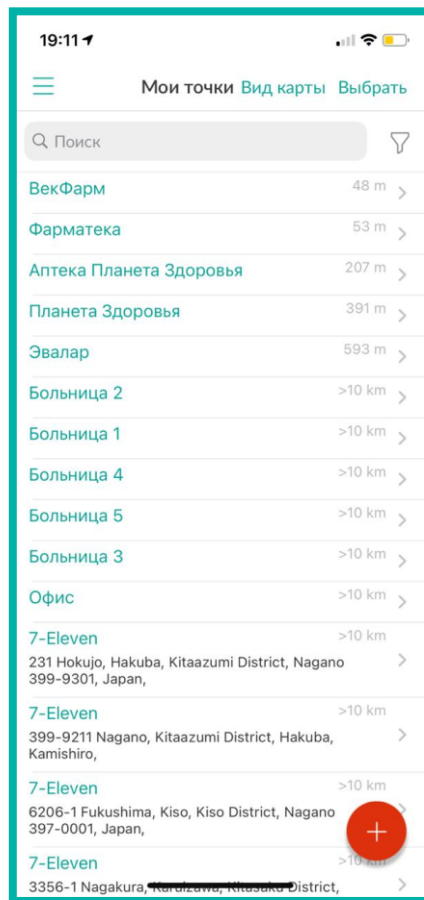 19:11
Мои точки Вид карты Выбрать
Поиск
ВекФарм 48 m
Фарматека 53 m
Аптека Планета Здоровья 207 m
Планета Здоровья 391 m
Эвалар 593 m
Больница 2 >10 km
Больница 1 >10 km
Больница 4 >10 km
Больница 5 >10 km
Больница 3 >10 km
Офис >10 km
7-Eleven >10 km
231 Hokujo, Hakuba, Kitaazumi District, Nagano
399-9301, Japan,
7-Eleven >10 km
399-9211 Nagano, Kitaazumi District, Hakuba,
Kamishiro,
7-Eleven >10 km
6206-1 Fukushima, Kiso, Kiso District, Nagano
397-0001, Japan,
7-Eleven >10 km
3356-1 Nagakura, Karuizawa, Kitasaku District,